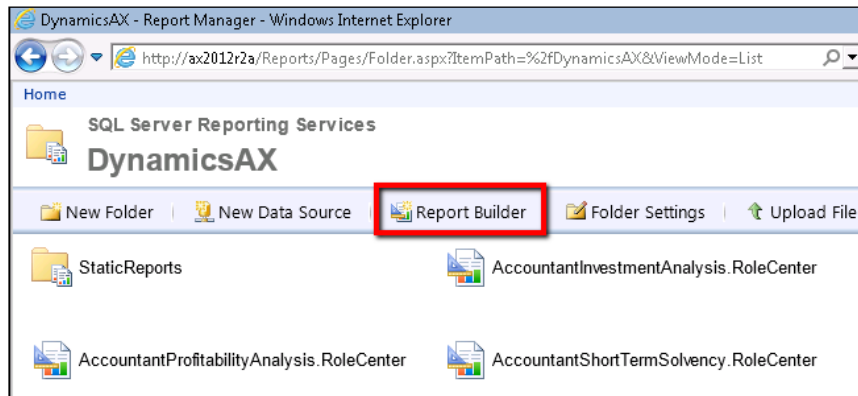 DynamicsAX - Report Manager - Windows Internet Explorer
http://ax2012r2a/Reports/Pages/Folder.aspx?ItemPath=%2fDynamicsAX&ViewMode=List
Home
SQL Server Reporting Services
DynamicsAX
New Folder New Data Source Report Builder Folder Settings Upload File
StaticReports AccountantInvestmentAnalysis.RoleCenter
AccountantProfitabilityAnalysis.RoleCenter AccountantShortTermSolvency.RoleCenter